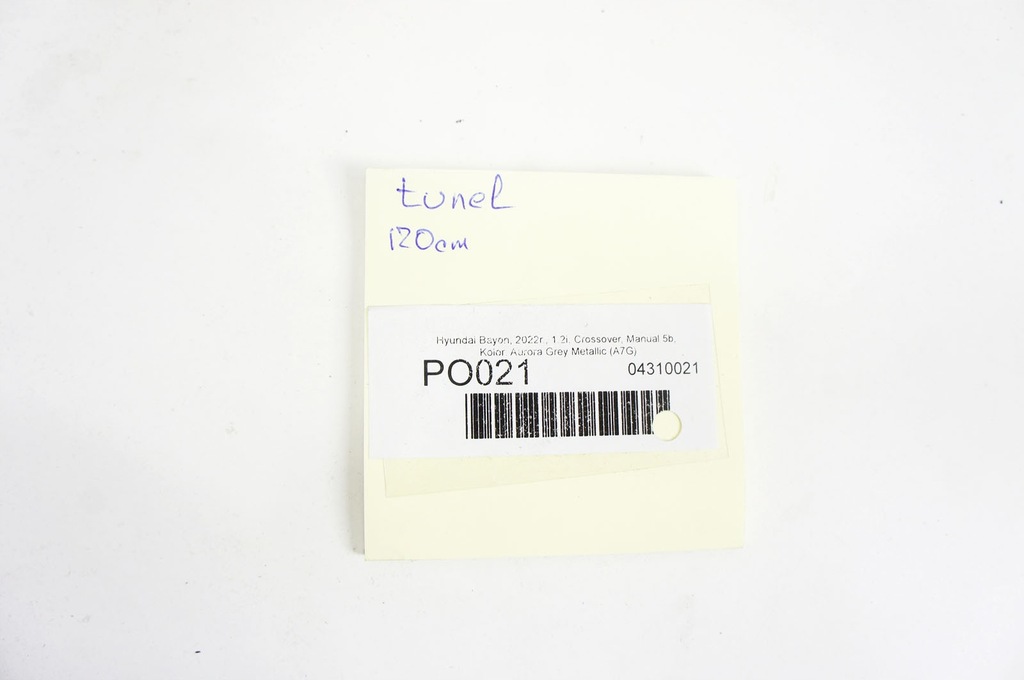 tunel
120cm
Hyundai Bayon, 2022r., 1.2i, Crossover, Manual 5b,
Kolor: Aurora Grey Metallic (A7G)
PO021 04310021